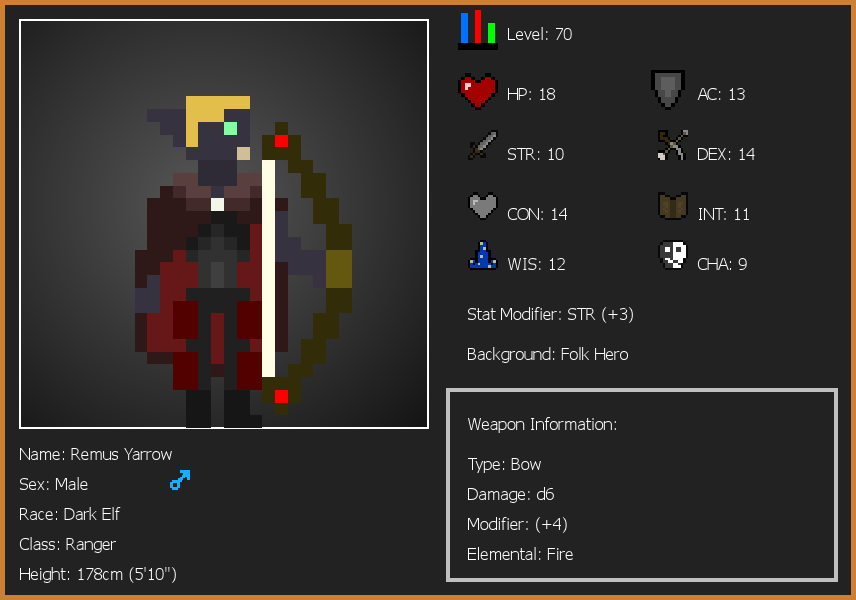 Level: 70
HP: 18
AC: 13
STR: 10
DEX: 14
CON: 14
INT: 11
WIS: 12
CHA: 9
Stat Modifier: STR (+3)
Background: Folk Hero
Weapon Information:
Type: Bow
Damage: d6
Modifier: (+4)
Elemental: Fire
Name: Remus Yarrow
Sex: Male
Race: Dark Elf
Class: Ranger
Height: 178cm (5'10")